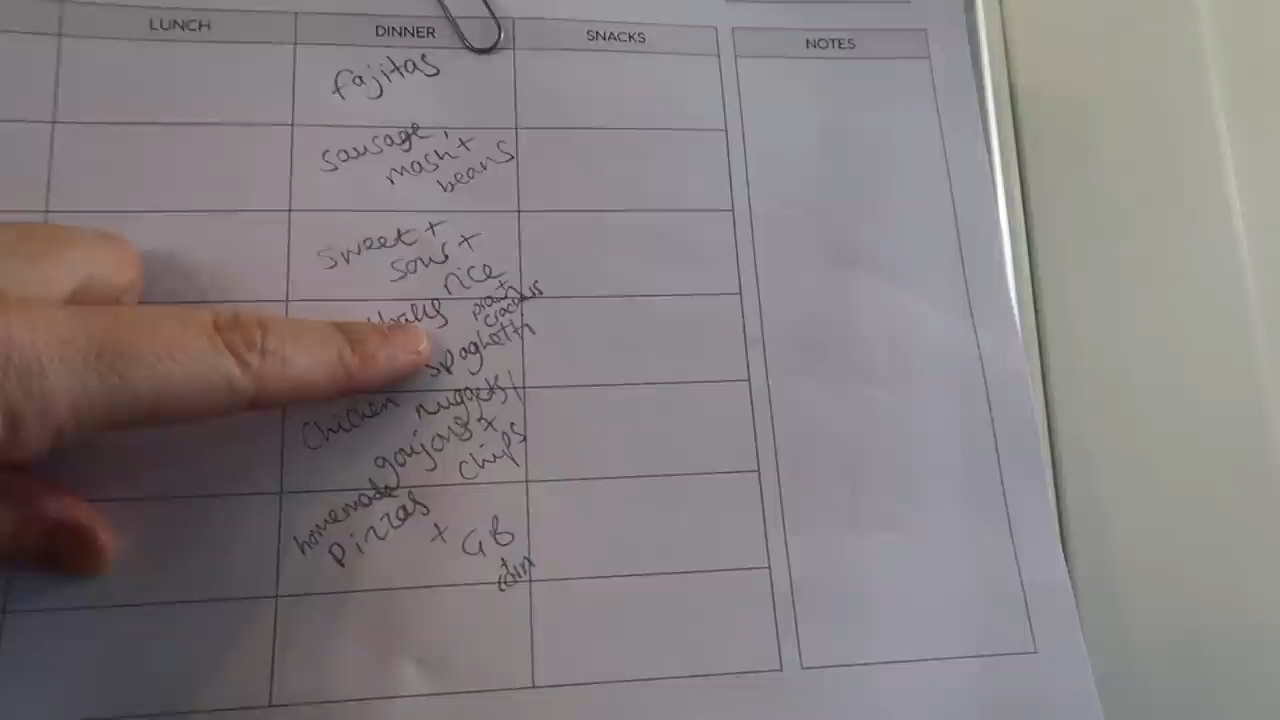 LUNCH
DINNER
SNACKS
NOTES
fajitas
sausage,
mash +
beans
sweet +
sour +
rice
+
prawn
crackers
spaghetti
chicken nuggets/
goujons +
chips
homemade
pizzas
+ GB